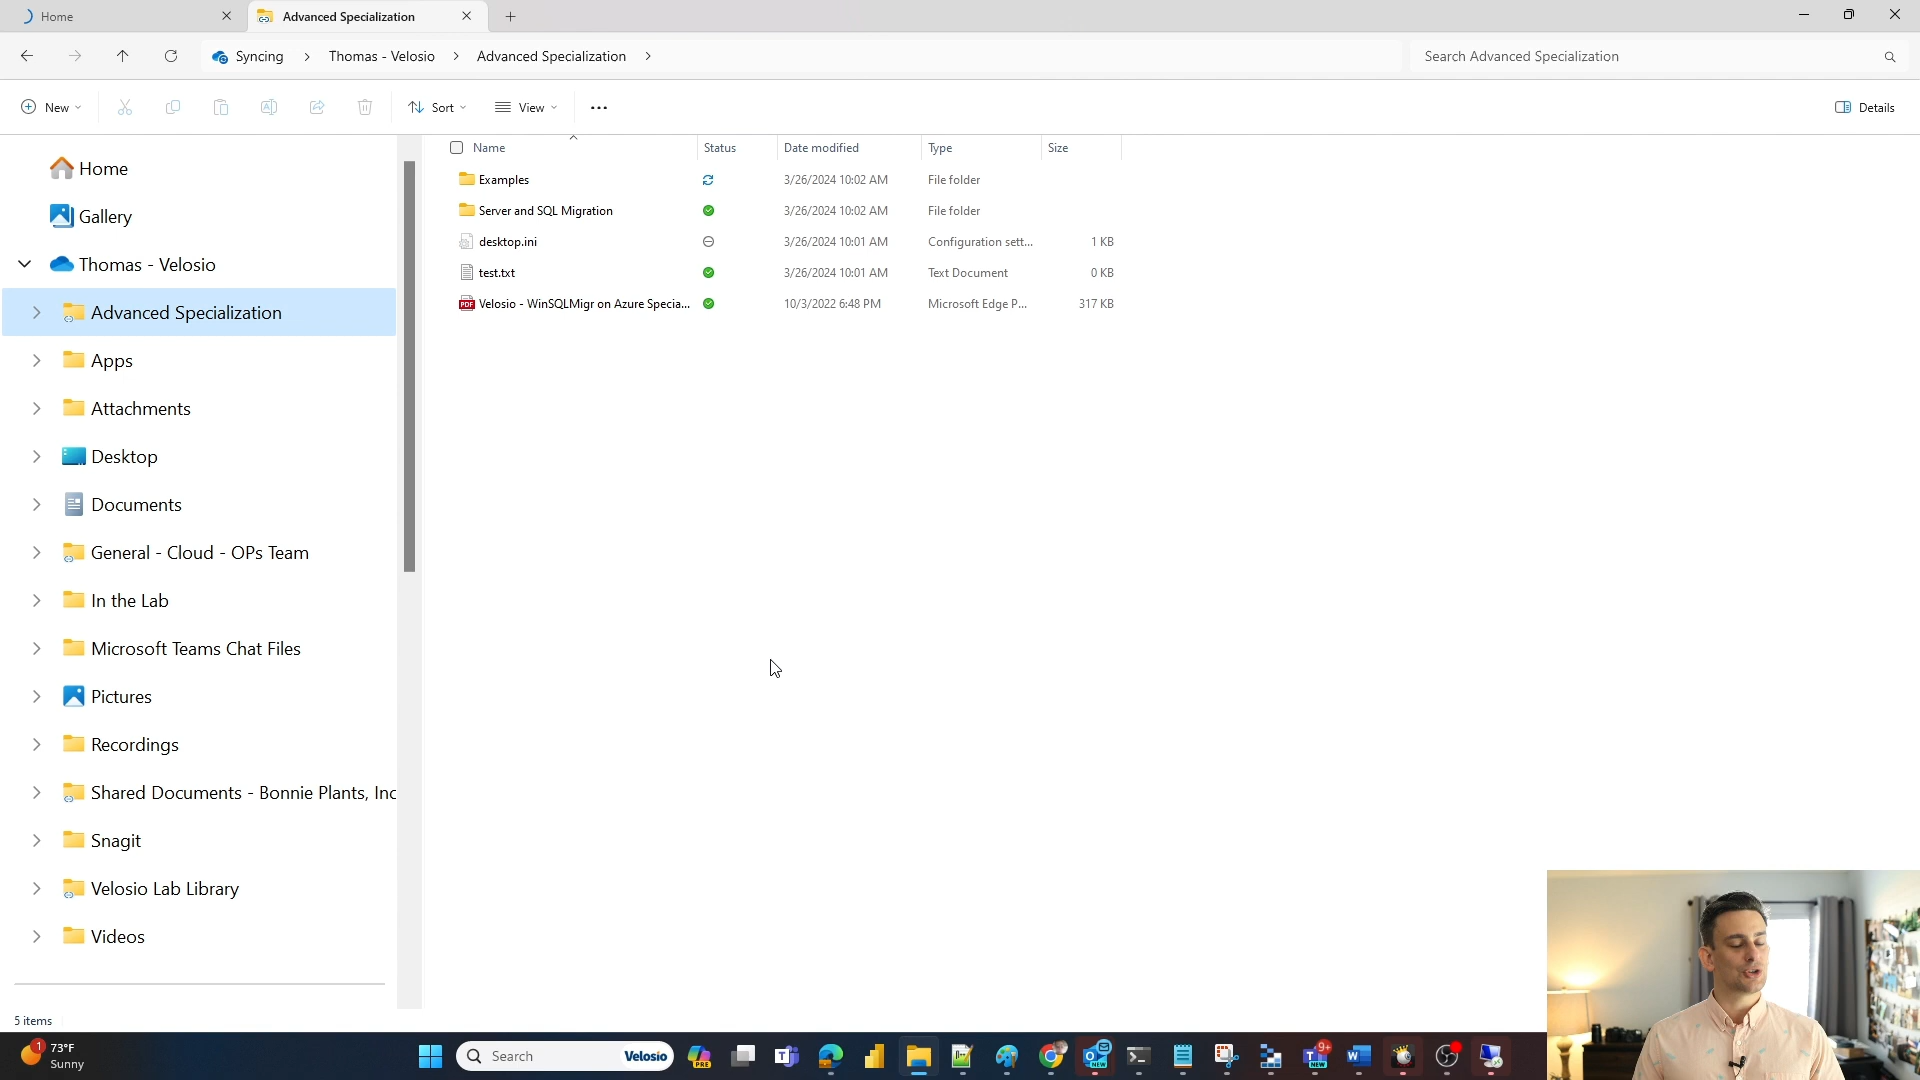 Home
Advanced Specialization
Syncing > Thomas - Velosio > Advanced Specialization >
Search Advanced Specialization
New
Sort
View
Details
Home
Gallery
Thomas - Velosio
Advanced Specialization
Apps
Attachments
Desktop
Documents
General - Cloud - OPs Team
In the Lab
Microsoft Teams Chat Files
Pictures
Recordings
Shared Documents - Bonnie Plants, Inc
Snagit
Velosio Lab Library
Videos
Name Status Date modified Type Size
Examples 3/26/2024 10:02 AM File folder
Server and SQL Migration 3/26/2024 10:02 AM File folder
desktop.ini 3/26/2024 10:01 AM Configuration sett... 1 KB
test.txt 3/26/2024 10:01 AM Text Document 0 KB
PDF Velosio - WinSQLMigr on Azure Specia... 10/3/2022 6:48 PM Microsoft Edge P... 317 KB
5 items
1
73°F
Sunny
Search Velosio
PRE
NEW
9+
NEW